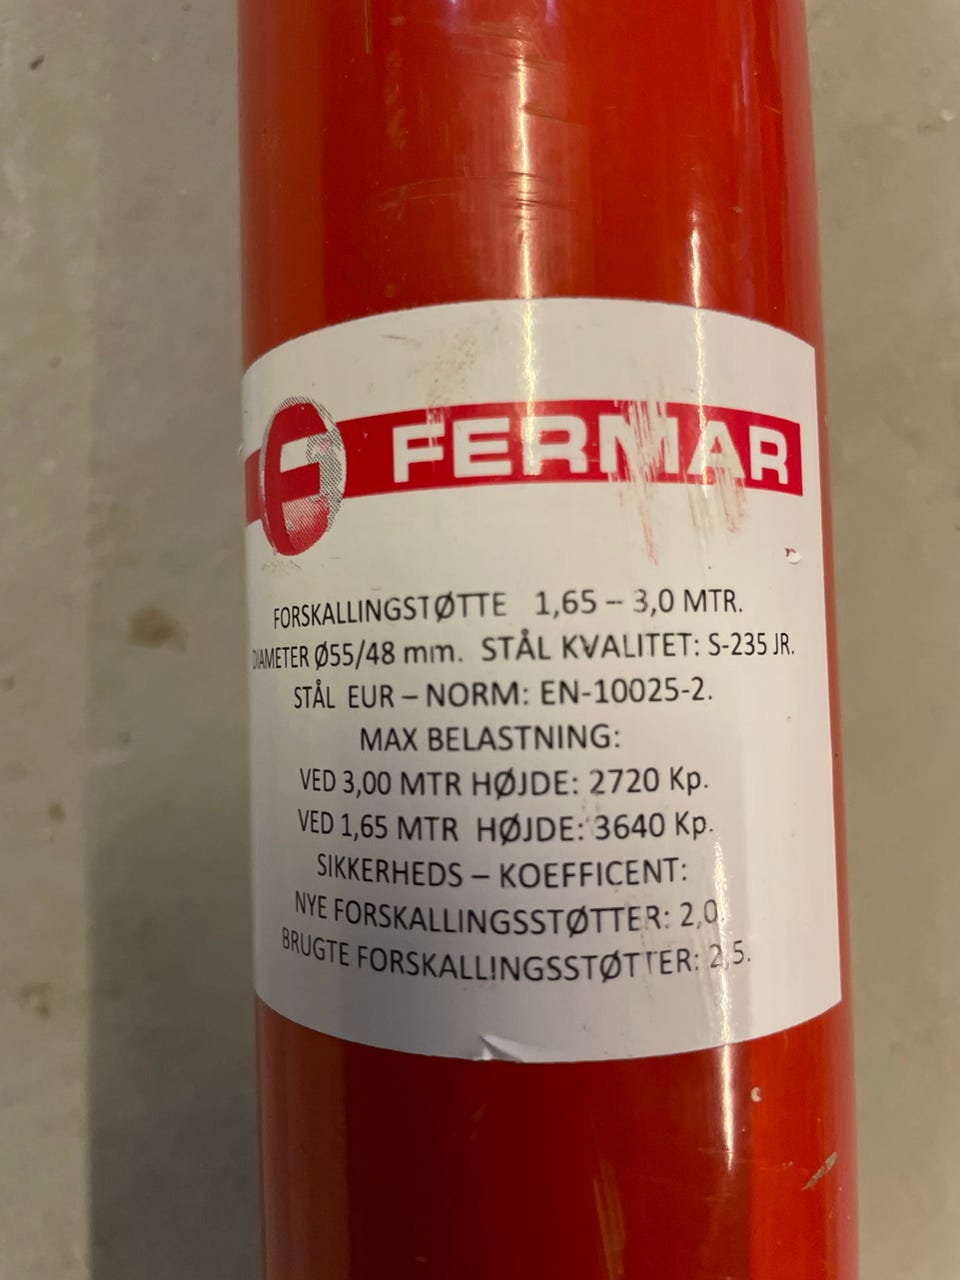 FERMAR
FORSKALLINGSTØTTE 1,65 – 3,0 MTR.
DIAMETER Ø55/48 mm. STÅL KVALITET: S-235 JR.
STÅL EUR – NORM: EN-10025-2.
MAX BELASTNING:
VED 3,00 MTR HØJDE: 2720 Kp.
VED 1,65 MTR HØJDE: 3640 Kp.
SIKKERHEDS – KOEFFICENT:
NYE FORSKALLINGSSTØTTER: 2,0.
BRUGTE FORSKALLINGSSTØTTER: 2,5.